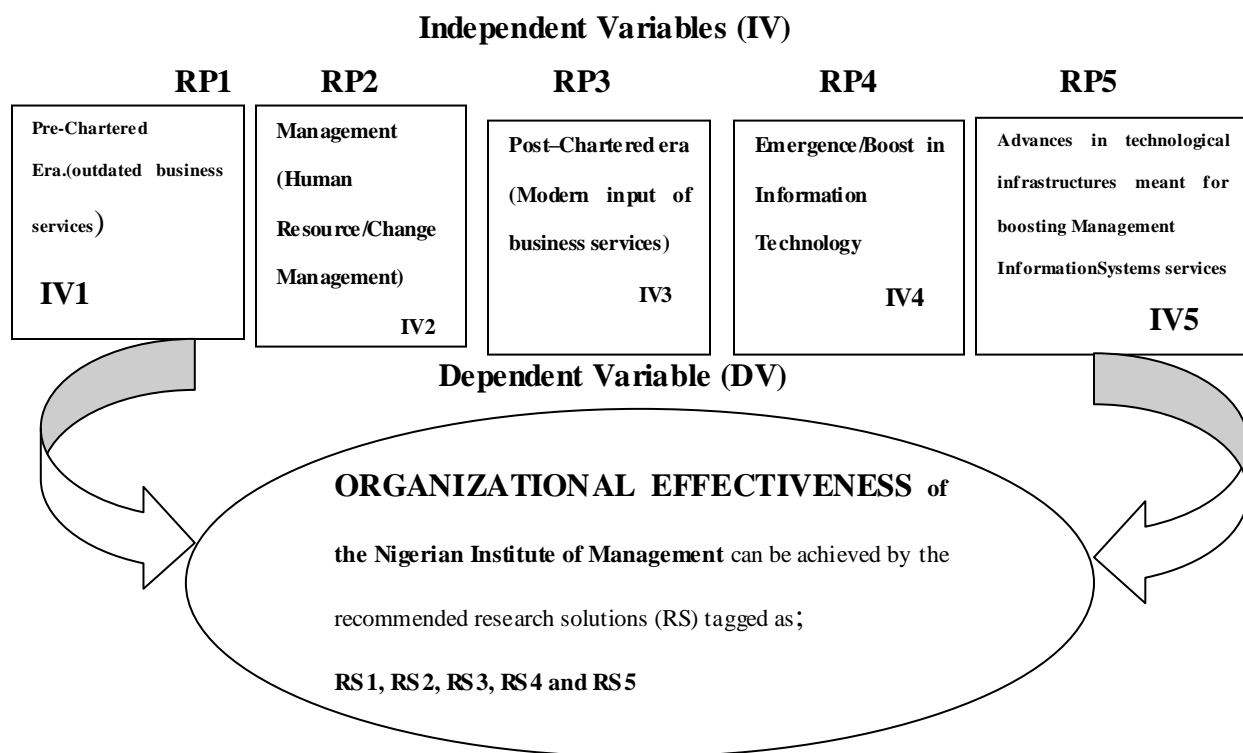 Independent Variables (IV)
RP1 RP2 RP3 RP4 RP5
Pre-Chartered
Era.(outdated business
services)
IV1
Management
(Human
Resource/Change
Management)
IV2
Post–Chartered era
(Modern input of
business services)
IV3
Emergence/Boost in
Information
Technology
IV4
Advances in technological
infrastructures meant for
boosting Management
InformationSystems services
IV5
Dependent Variable (DV)
ORGANIZATIONAL EFFECTIVENESS of
the Nigerian Institute of Management can be achieved by the
recommended research solutions (RS) tagged as;
RS1, RS2, RS3, RS4 and RS5